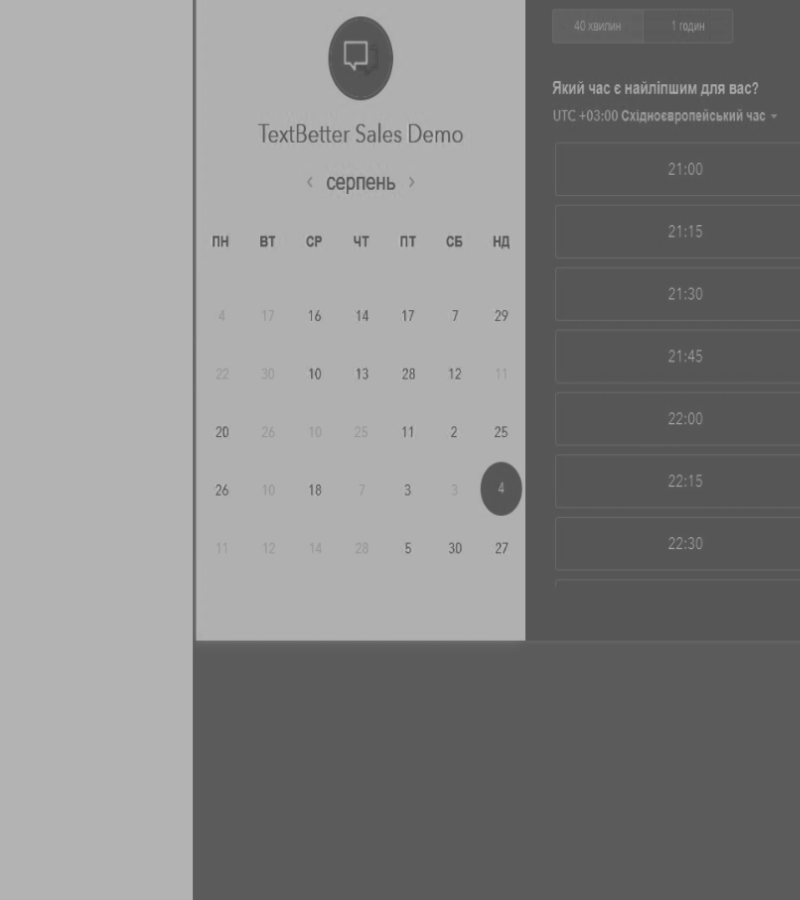 TextBetter Sales Demo
серпень
ПН ВТ СР ЧТ ПТ СБ НД
4 17 16 14 17 7 29
22 30 10 13 28 12 11
20 26 10 25 11 2 25
26 10 18 7 3 3 4
11 12 14 28 5 30 27
40 хвилин 1 годин
Який час є найліпшим для вас?
UTC +03:00 Східноєвропейський час
21:00
21:15
21:30
21:45
22:00
22:15
22:30